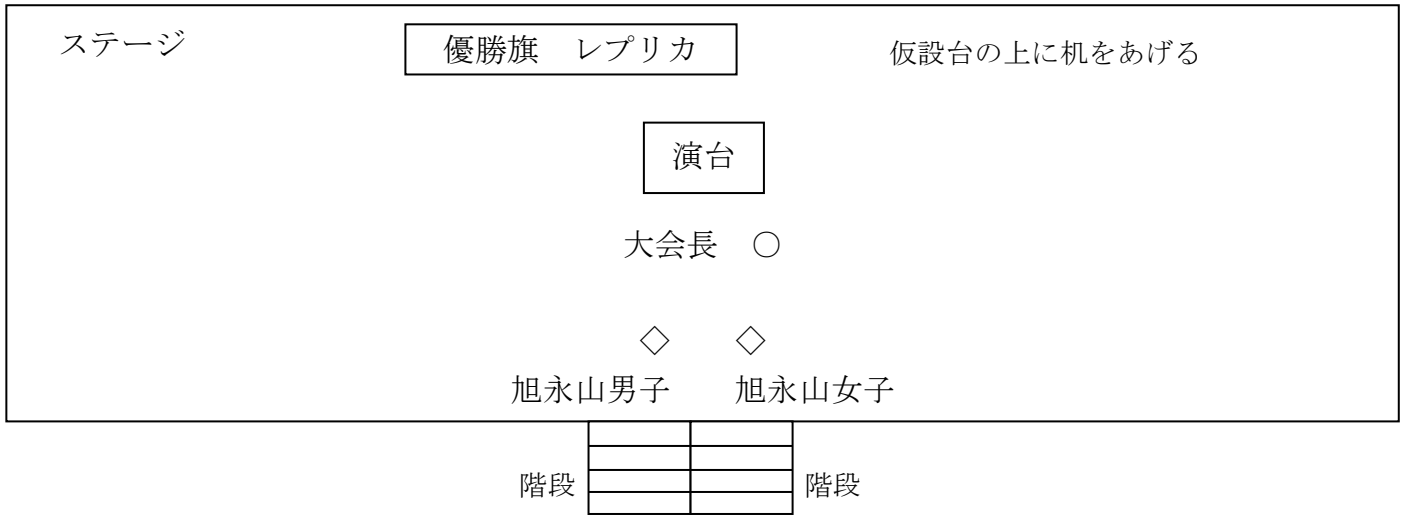 ステージ
優勝旗　レプリカ
仮設台の上に机をあげる
演台
大会長　○
◇　◇
旭永山男子　旭永山女子
階段　階段